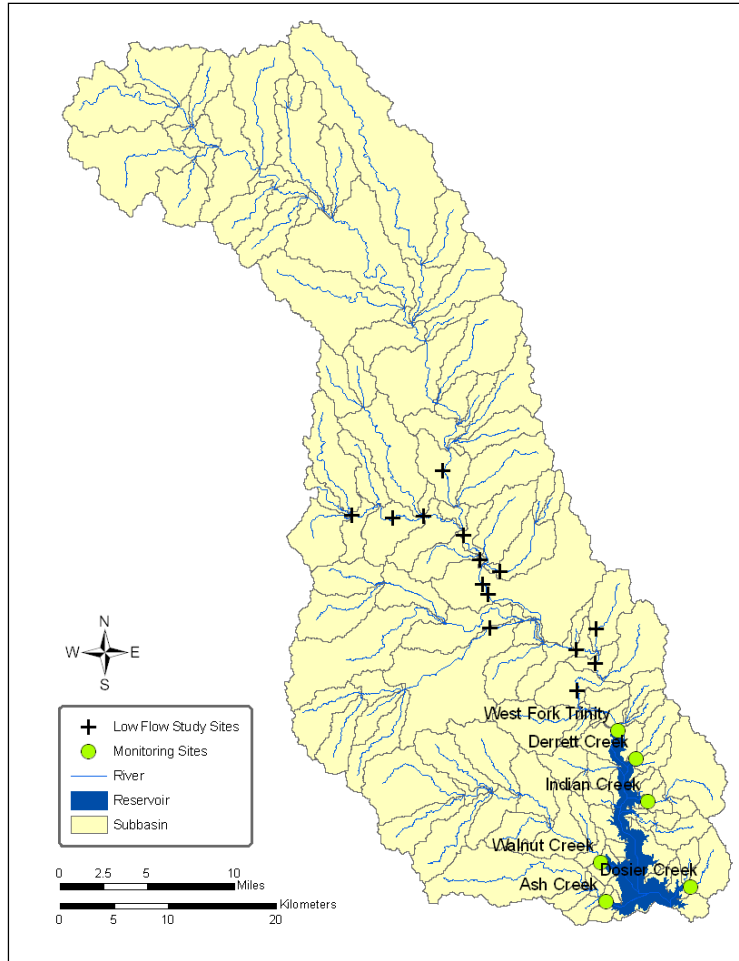 N
W E
S
West Fork Trinity
Derrett Creek
Indian Creek
Walnut Creek
Dosier Creek
Ash Creek
Low Flow Study Sites
Monitoring Sites
River
Reservoir
Subbasin
0 2.5 5 10
Miles
Kilometers
0 5 10 20